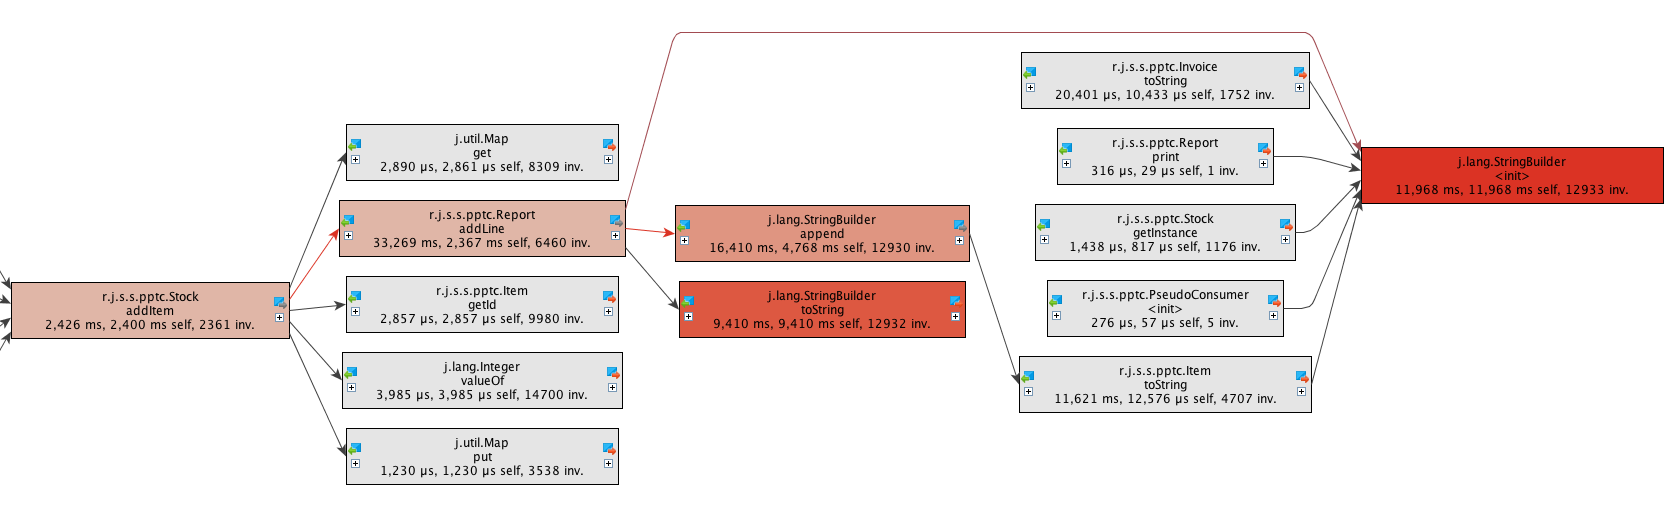 r.j.s.s.pptc.Stock
addItem
2,426 ms, 2,400 ms self, 2361 inv.
j.util.Map
get
2,890 µs, 2,861 µs self, 8309 inv.
r.j.s.s.pptc.Report
addLine
33,269 ms, 2,367 ms self, 6460 inv.
r.j.s.s.pptc.Item
getId
2,857 µs, 2,857 µs self, 9980 inv.
j.lang.Integer
valueOf
3,985 µs, 3,985 µs self, 14700 inv.
j.util.Map
put
1,230 µs, 1,230 µs self, 3538 inv.
j.lang.StringBuilder
append
16,410 ms, 4,768 ms self, 12930 inv.
j.lang.StringBuilder
toString
9,410 ms, 9,410 ms self, 12932 inv.
r.j.s.s.pptc.Invoice
toString
20,401 µs, 10,433 µs self, 1752 inv.
r.j.s.s.pptc.Report
print
316 µs, 29 µs self, 1 inv.
r.j.s.s.pptc.Stock
getInstance
1,438 µs, 817 µs self, 1176 inv.
r.j.s.s.pptc.PseudoConsumer
<init>
276 µs, 57 µs self, 5 inv.
r.j.s.s.pptc.Item
toString
11,621 ms, 12,576 µs self, 4707 inv.
j.lang.StringBuilder
<init>
11,968 ms, 11,968 ms self, 12933 inv.